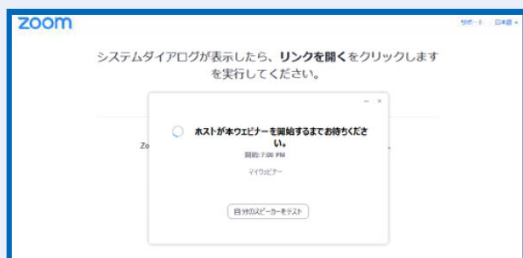 zoom
サポート 日本語
システムダイアログが表示したら、リンクを開くをクリックします
を実行してください。
Zo
ホストが本ウェビナーを開始するまでお待ちくださ
い。
開始: 7:00 PM
マイウェビナー
自分のスピーカーをテスト